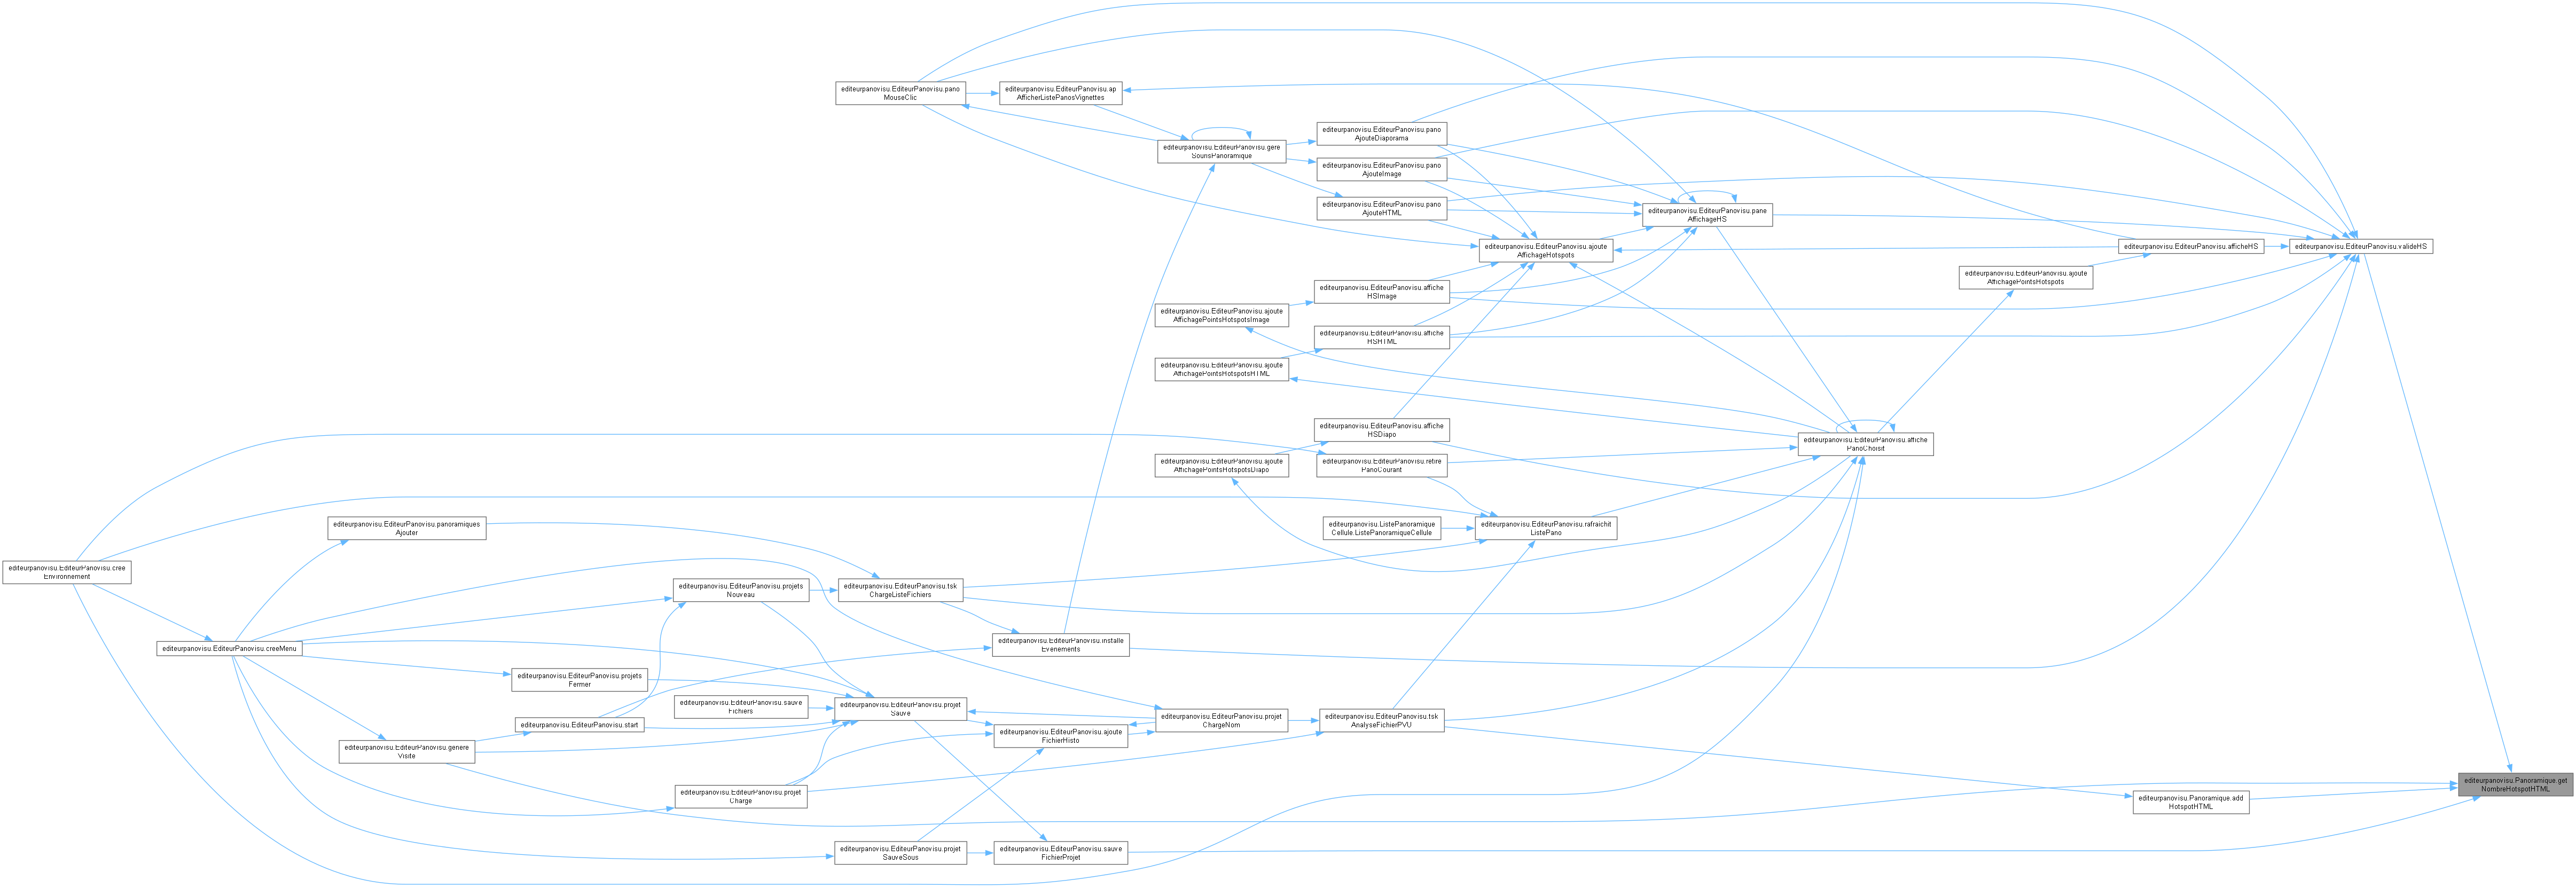 editeurpanovisu.EditeurPanovisu.pano
MouseClic
editeurpanovisu.EditeurPanovisu.ap
AfficherListePanosVignettes
editeurpanovisu.EditeurPanovisu.gere
SourisPanoramique
editeurpanovisu.EditeurPanovisu.pano
AjouteDiaporama
editeurpanovisu.EditeurPanovisu.pano
AjouteImage
editeurpanovisu.EditeurPanovisu.pano
AjouteHTML
editeurpanovisu.EditeurPanovisu.pane
AffichageHS
editeurpanovisu.EditeurPanovisu.ajoute
AffichageHotspots
editeurpanovisu.EditeurPanovisu.afficheHS
editeurpanovisu.EditeurPanovisu.valideHS
editeurpanovisu.EditeurPanovisu.ajoute
AffichagePointsHotspots
editeurpanovisu.EditeurPanovisu.affiche
HSImage
editeurpanovisu.EditeurPanovisu.ajoute
AffichagePointsHotspotsImage
editeurpanovisu.EditeurPanovisu.affiche
HSHTML
editeurpanovisu.EditeurPanovisu.ajoute
AffichagePointsHotspotsHTML
editeurpanovisu.EditeurPanovisu.affiche
HSDiapo
editeurpanovisu.EditeurPanovisu.affiche
PanoChoisit
editeurpanovisu.EditeurPanovisu.ajoute
AffichagePointsHotspotsDiapo
editeurpanovisu.EditeurPanovisu.retire
PanoCourant
editeurpanovisu.EditeurPanovisu.panoramiques
Ajouter
editeurpanovisu.ListePanoramique
Cellule.ListePanoramiqueCellule
editeurpanovisu.EditeurPanovisu.rafraichit
ListePano
editeurpanovisu.EditeurPanovisu.cree
Environnement
editeurpanovisu.EditeurPanovisu.projets
Nouveau
editeurpanovisu.EditeurPanovisu.tsk
ChargeListeFichiers
editeurpanovisu.EditeurPanovisu.creeMenu
editeurpanovisu.EditeurPanovisu.installe
Evenements
editeurpanovisu.EditeurPanovisu.projets
Fermer
editeurpanovisu.EditeurPanovisu.sauve
Fichiers
editeurpanovisu.EditeurPanovisu.projet
Sauve
editeurpanovisu.EditeurPanovisu.start
editeurpanovisu.EditeurPanovisu.projet
ChargeNom
editeurpanovisu.EditeurPanovisu.tsk
AnalyseFichierPVU
editeurpanovisu.EditeurPanovisu.ajoute
FichierHisto
editeurpanovisu.EditeurPanovisu.genere
Visite
editeurpanovisu.EditeurPanovisu.projet
Charge
editeurpanovisu.Panoramique.get
NombreHotspotHTML
editeurpanovisu.Panoramique.add
HotspotHTML
editeurpanovisu.EditeurPanovisu.projet
SauveSous
editeurpanovisu.EditeurPanovisu.sauve
FichierProjet